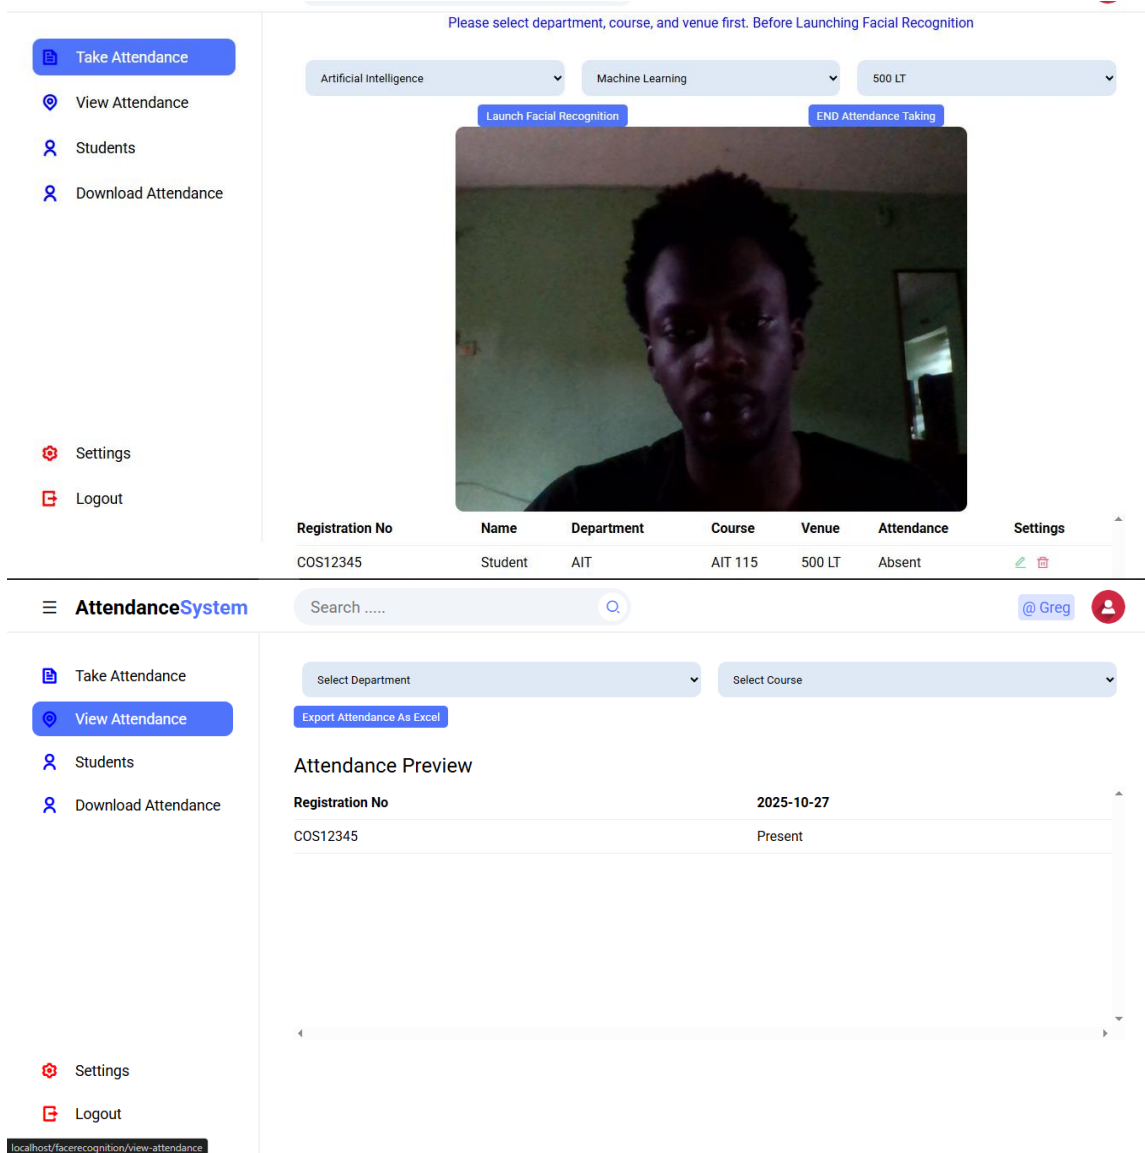 Please select department, course, and venue first. Before Launching Facial Recognition
Take Attendance
View Attendance
Students
Download Attendance
Settings
Logout
Artificial Intelligence Machine Learning 500 LT
Launch Facial Recognition END Attendance Taking
Registration No Name Department Course Venue Attendance Settings
COS12345 Student AIT AIT 115 500 LT Absent
AttendanceSystem Search ..... @ Greg
Take Attendance
View Attendance
Students
Download Attendance
Settings
Logout
Select Department Select Course
Export Attendance As Excel
Attendance Preview
Registration No 2025-10-27
COS12345 Present
localhost/facerecognition/view-attendance